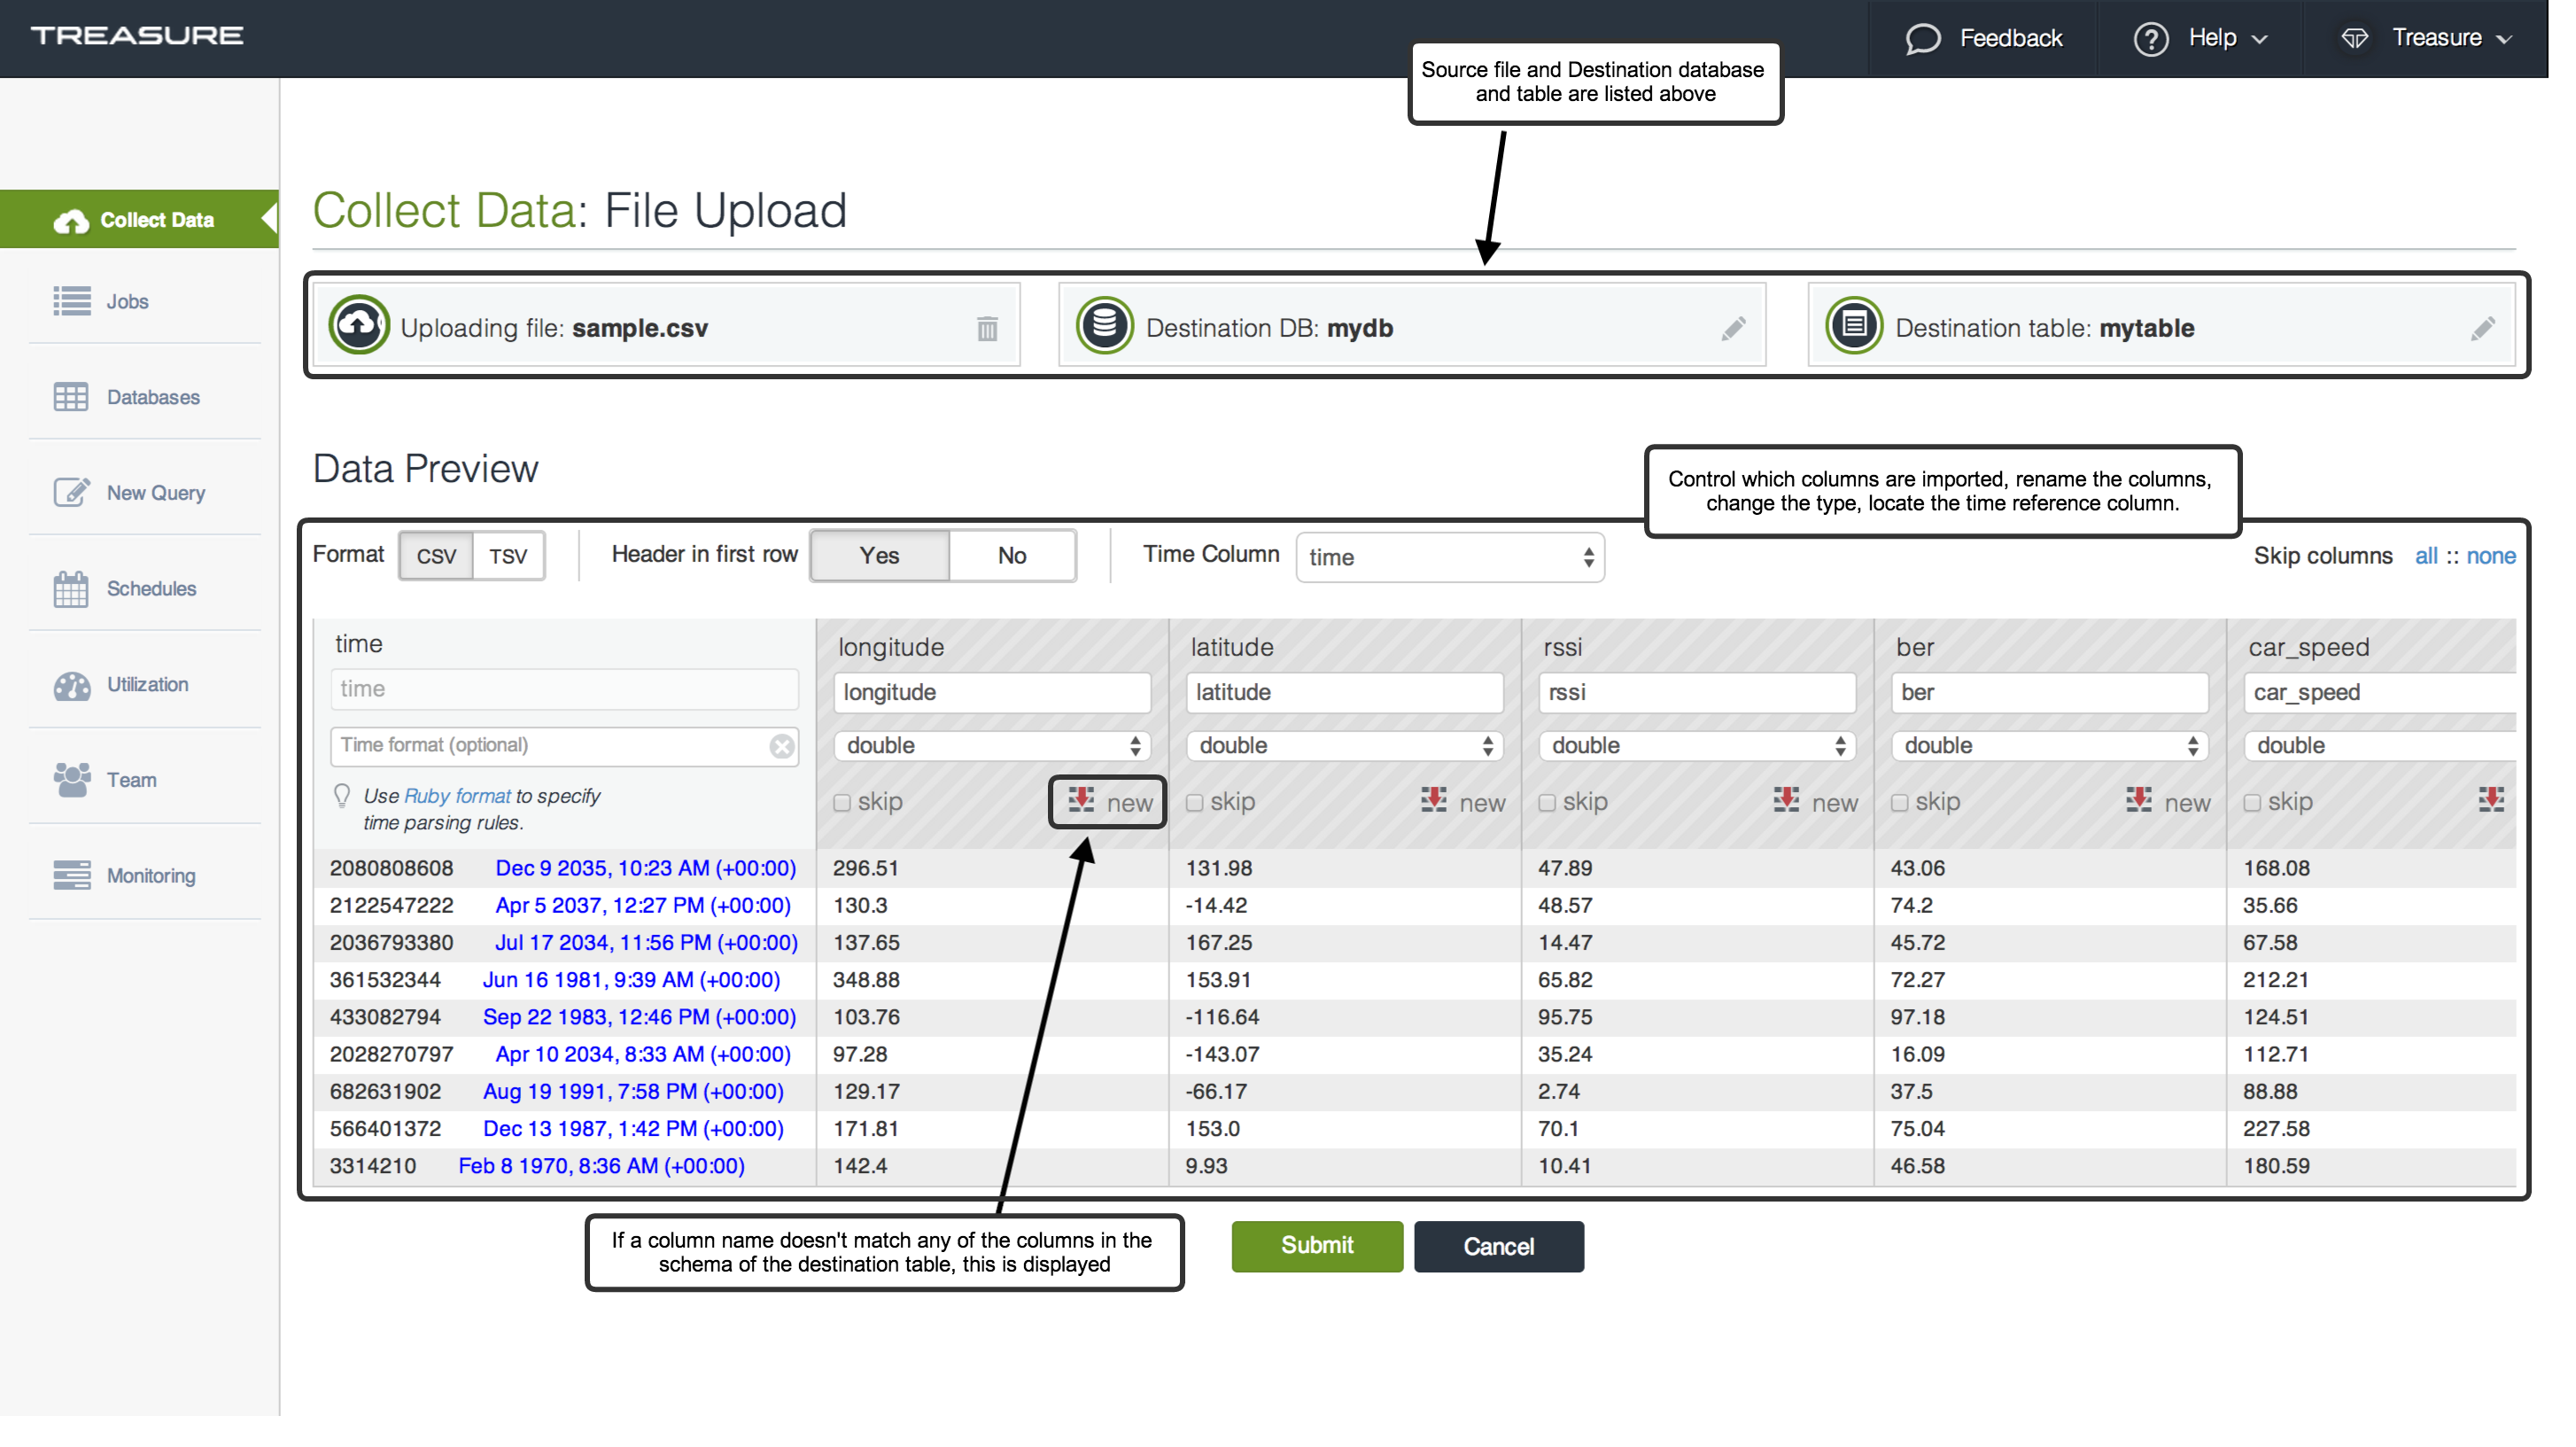 TREASURE
Feedback
Help
Treasure
Source file and Destination database
and table are listed above
Collect Data
Jobs
Databases
New Query
Schedules
Utilization
Team
Monitoring
Collect Data: File Upload
Uploading file: sample.csv
Destination DB: mydb
Destination table: mytable
Data Preview
Control which columns are imported, rename the columns,
change the type, locate the time reference column.
Format CSV TSV Header in first row Yes No Time Column time Skip columns all :: none
time longitude latitude rssi ber car_speed
time longitude latitude rssi ber car_speed
Time format (optional) double double double double double
Use Ruby format to specify
time parsing rules.
skip new skip new skip new skip new skip
2080808608 Dec 9 2035, 10:23 AM (+00:00) 296.51 131.98 47.89 43.06 168.08
2122547222 Apr 5 2037, 12:27 PM (+00:00) 130.3 -14.42 48.57 74.2 35.66
2036793380 Jul 17 2034, 11:56 PM (+00:00) 137.65 167.25 14.47 45.72 67.58
361532344 Jun 16 1981, 9:39 AM (+00:00) 348.88 153.91 65.82 72.27 212.21
433082794 Sep 22 1983, 12:46 PM (+00:00) 103.76 -116.64 95.75 97.18 124.51
2028270797 Apr 10 2034, 8:33 AM (+00:00) 97.28 -143.07 35.24 16.09 112.71
682631902 Aug 19 1991, 7:58 PM (+00:00) 129.17 -66.17 2.74 37.5 88.88
566401372 Dec 13 1987, 1:42 PM (+00:00) 171.81 153.0 70.1 75.04 227.58
3314210 Feb 8 1970, 8:36 AM (+00:00) 142.4 9.93 10.41 46.58 180.59
If a column name doesn't match any of the columns in the
schema of the destination table, this is displayed
Submit
Cancel